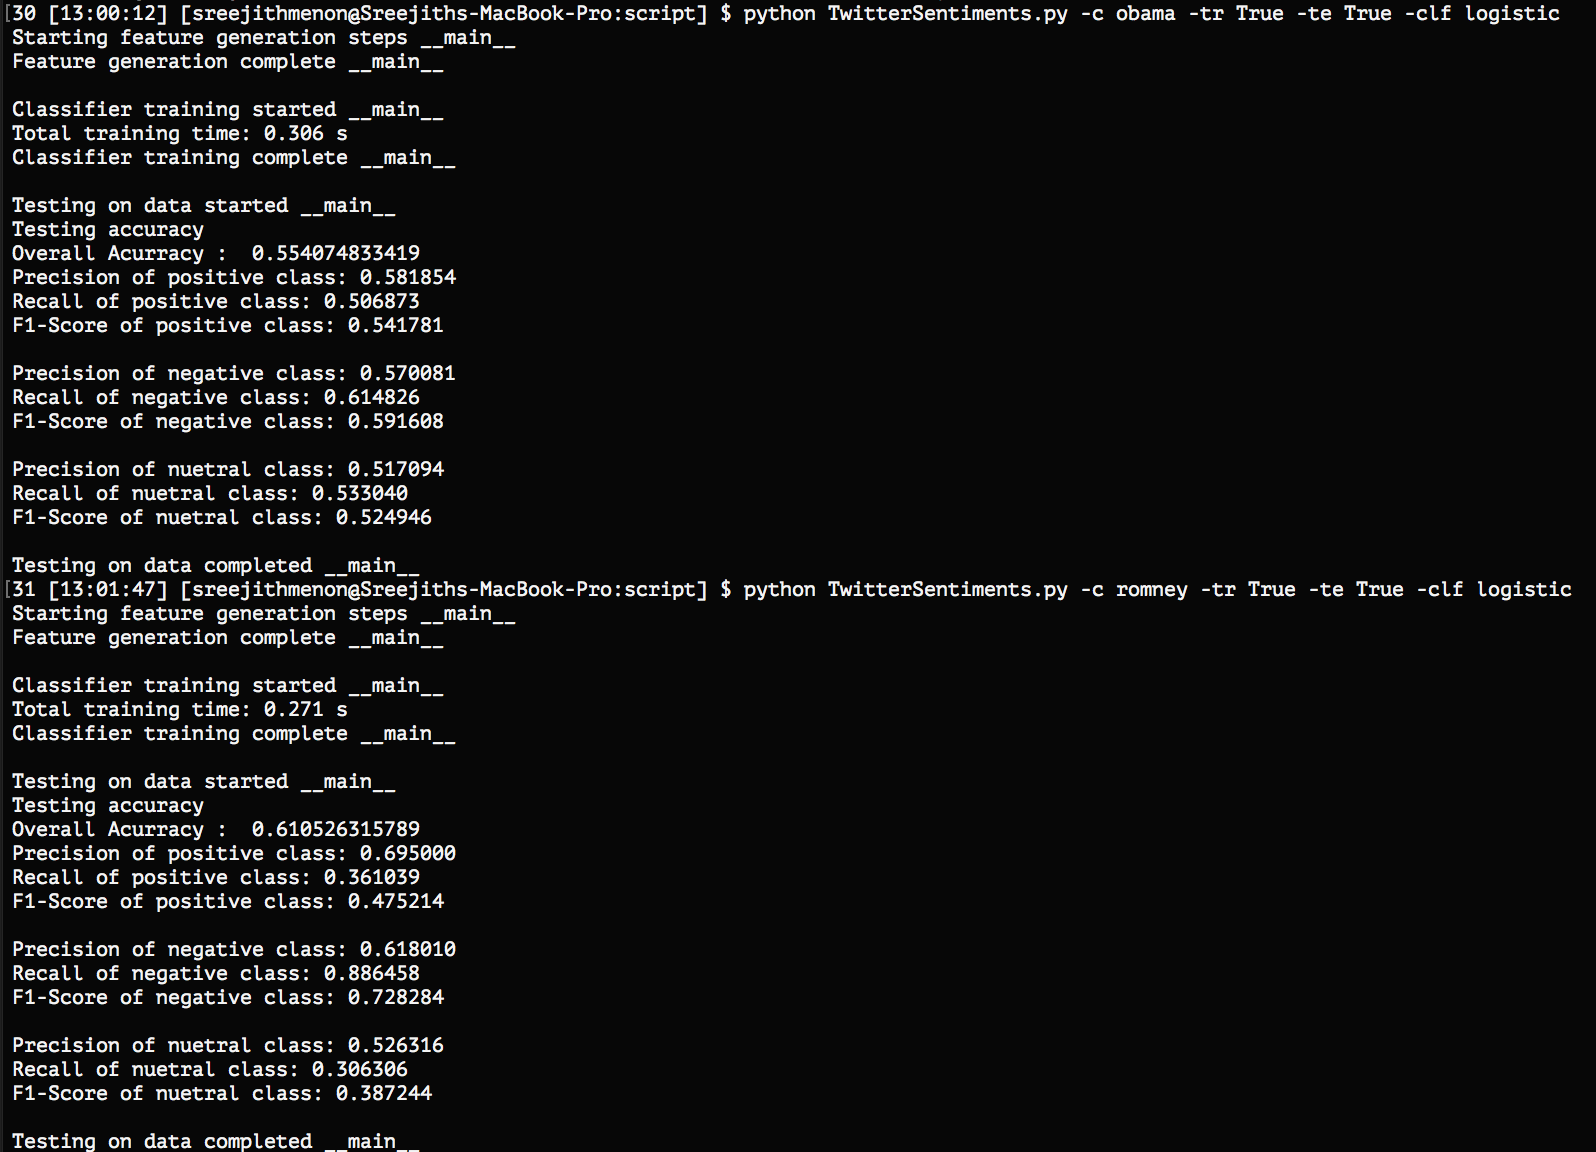 [30 [13:00:12] [sreejithmenon@Sreejiths-MacBook-Pro:script] $ python TwitterSentiments.py -c obama -tr True -te True -clf logistic
Starting feature generation steps __main__
Feature generation complete __main__
Classifier training started __main__
Total training time: 0.306 s
Classifier training complete __main__
Testing on data started __main__
Testing accuracy
Overall Acurracy :  0.554074833419
Precision of positive class: 0.581854
Recall of positive class: 0.506873
F1-Score of positive class: 0.541781
Precision of negative class: 0.570081
Recall of negative class: 0.614826
F1-Score of negative class: 0.591608
Precision of nuetral class: 0.517094
Recall of nuetral class: 0.533040
F1-Score of nuetral class: 0.524946
Testing on data completed __main__
[31 [13:01:47] [sreejithmenon@Sreejiths-MacBook-Pro:script] $ python TwitterSentiments.py -c romney -tr True -te True -clf logistic
Starting feature generation steps __main__
Feature generation complete __main__
Classifier training started __main__
Total training time: 0.271 s
Classifier training complete __main__
Testing on data started __main__
Testing accuracy
Overall Acurracy :  0.610526315789
Precision of positive class: 0.695000
Recall of positive class: 0.361039
F1-Score of positive class: 0.475214
Precision of negative class: 0.618010
Recall of negative class: 0.886458
F1-Score of negative class: 0.728284
Precision of nuetral class: 0.526316
Recall of nuetral class: 0.306306
F1-Score of nuetral class: 0.387244
Testing on data completed __main__